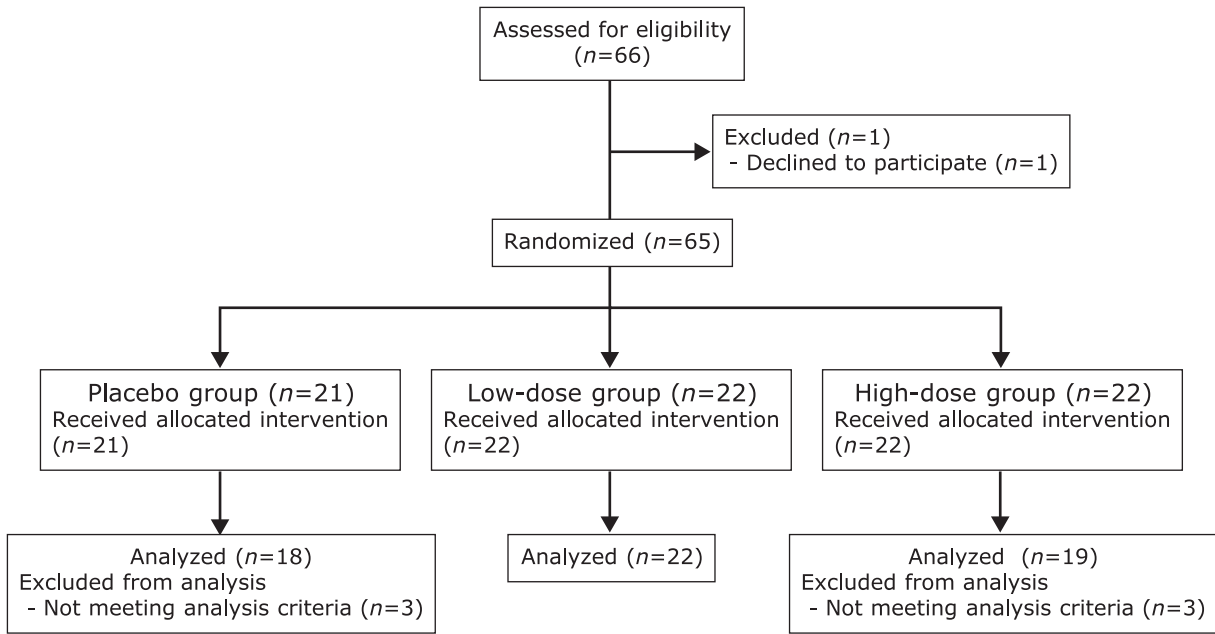 Assessed for eligibility
(n=66)
Excluded (n=1)
- Declined to participate (n=1)
Randomized (n=65)
Placebo group (n=21)
Received allocated intervention
(n=21)
Low-dose group (n=22)
Received allocated intervention
(n=22)
High-dose group (n=22)
Received allocated intervention
(n=22)
Analyzed (n=18)
Excluded from analysis
- Not meeting analysis criteria (n=3)
Analyzed (n=22)
Analyzed (n=19)
Excluded from analysis
- Not meeting analysis criteria (n=3)